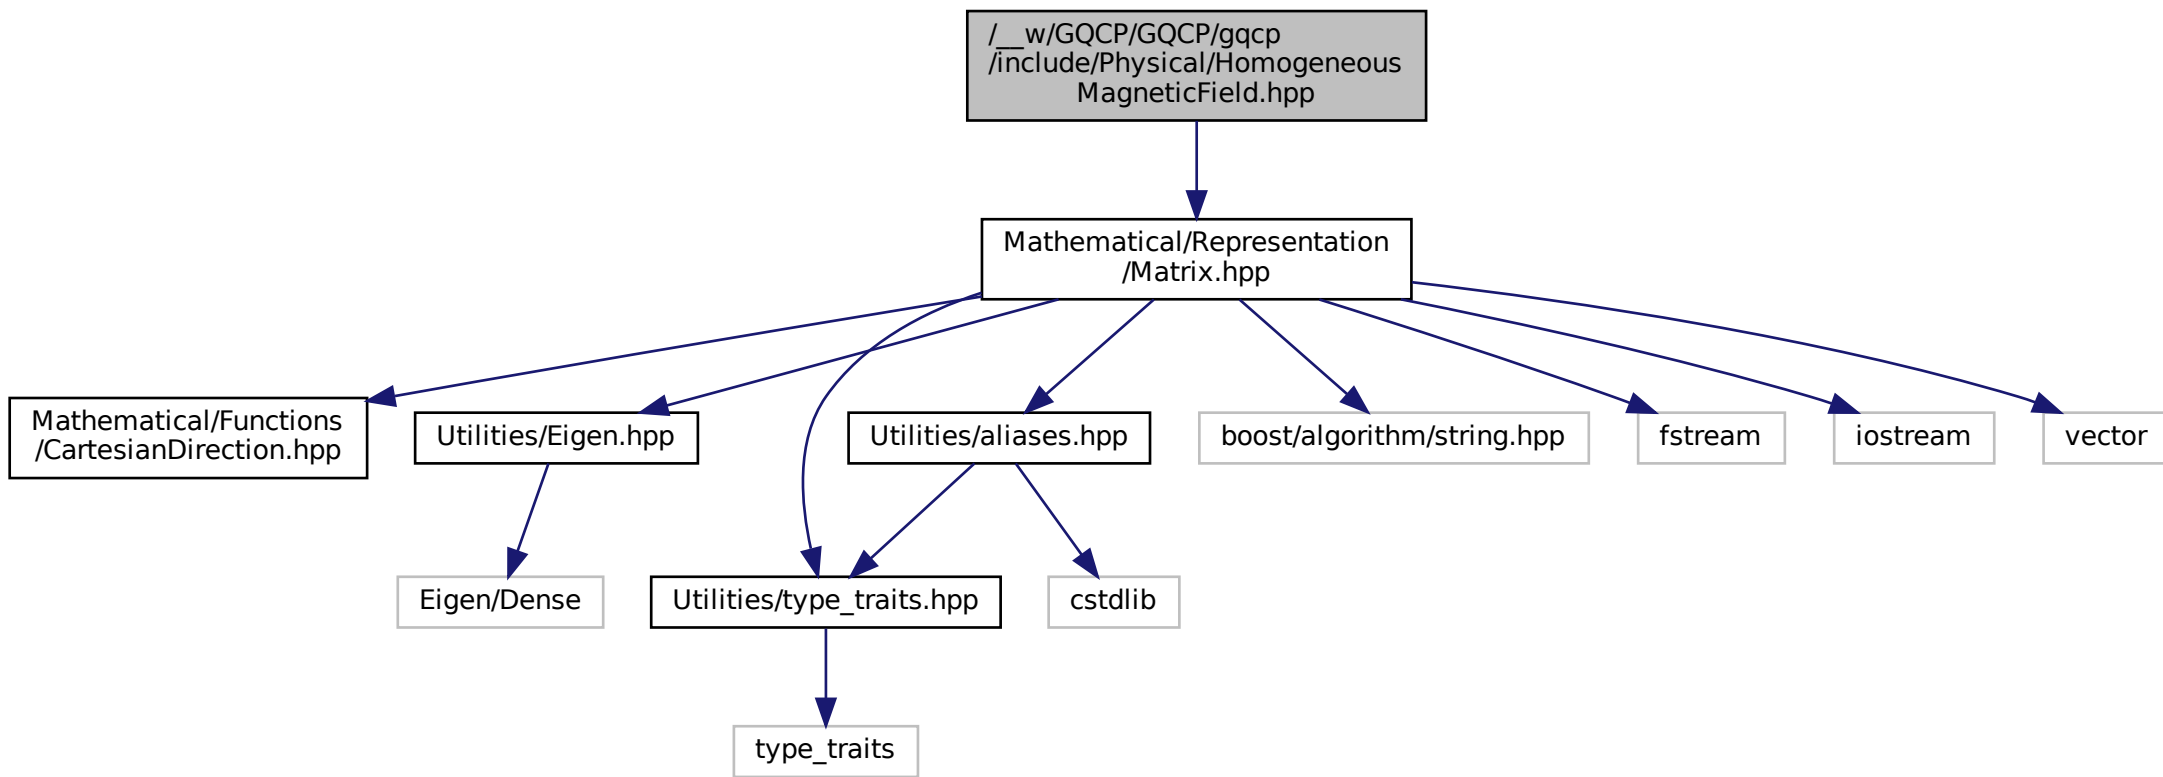 /__w/GQCP/GQCP/gqcp
/include/Physical/Homogeneous
MagneticField.hpp
Mathematical/Representation
/Matrix.hpp
Mathematical/Functions
/CartesianDirection.hpp
Utilities/Eigen.hpp
Utilities/aliases.hpp
boost/algorithm/string.hpp
fstream
iostream
vector
Eigen/Dense
Utilities/type_traits.hpp
cstdlib
type_traits